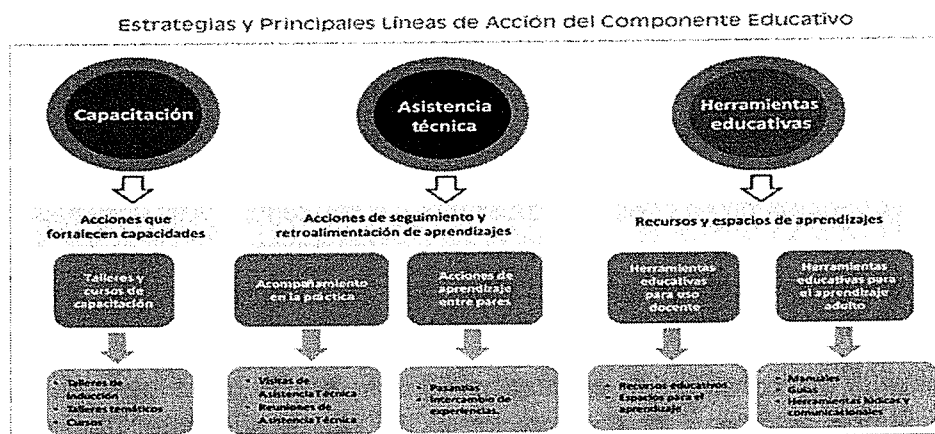 Estrategias y Principales Líneas de Acción del Componente Educativo
Capacitación
Asistencia
técnica
Herramientas
educativas
Acciones que
fortalecen capacidades
Acciones de seguimiento y
retroalimentación de aprendizajes
Recursos y espacios de aprendizajes
Talleres y
cursos de
capacitación
Acompañamiento
en la práctica
Acciones de
aprendizaje
entre pares
Herramientas
educativas
para uso
docente
Herramientas
educativas para
el aprendizaje
adulto
• Talleres de
inducción
• Talleres temáticos
• Cursos
• Visitas de
Asistencia Técnica
• Reuniones de
Asistencia Técnica
• Pasantías
• Intercambio de
experiencias.
• Recursos educativos
• Espacios para el
aprendizaje
• Manuales
• Guías
• Herramientas lúdicas y
comunicacionales